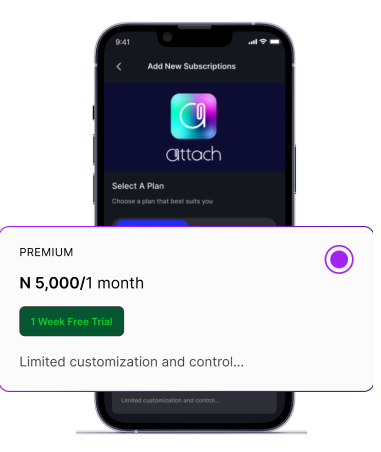 9:41
Add New Subscriptions
attach
Select A Plan
Choose a plan that best suits you
PREMIUM
N 5,000/1 month
1 Week Free Trial
Limited customization and control...
Limited customization and control...